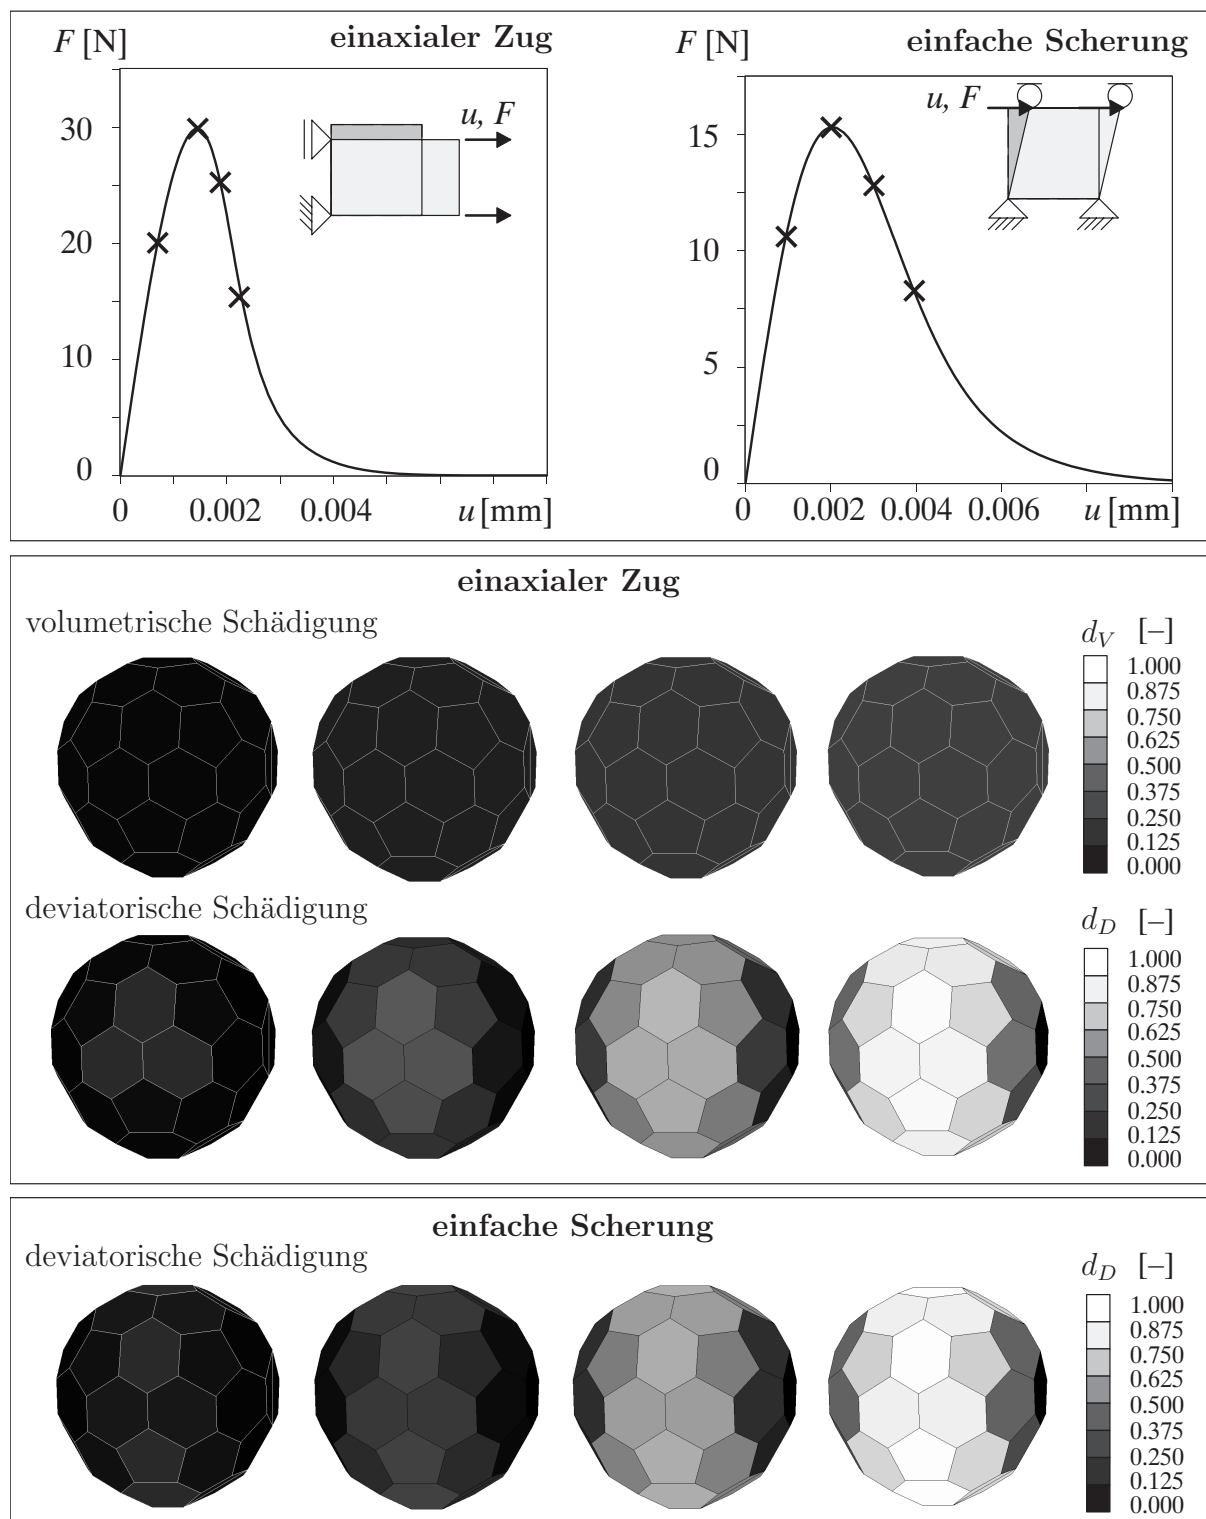 F [N]
einaxialer Zug
30
20
10
0
0
0.002
0.004
u [mm]
u, F
F [N]
einfache Scherung
15
10
5
0
0
0.002
0.004
0.006
u [mm]
u, F
einaxialer Zug
volumetrische Schädigung
d_V [–]
1.000
0.875
0.750
0.625
0.500
0.375
0.250
0.125
0.000
deviatorische Schädigung
d_D [–]
1.000
0.875
0.750
0.625
0.500
0.375
0.250
0.125
0.000
einfache Scherung
deviatorische Schädigung
d_D [–]
1.000
0.875
0.750
0.625
0.500
0.375
0.250
0.125
0.000